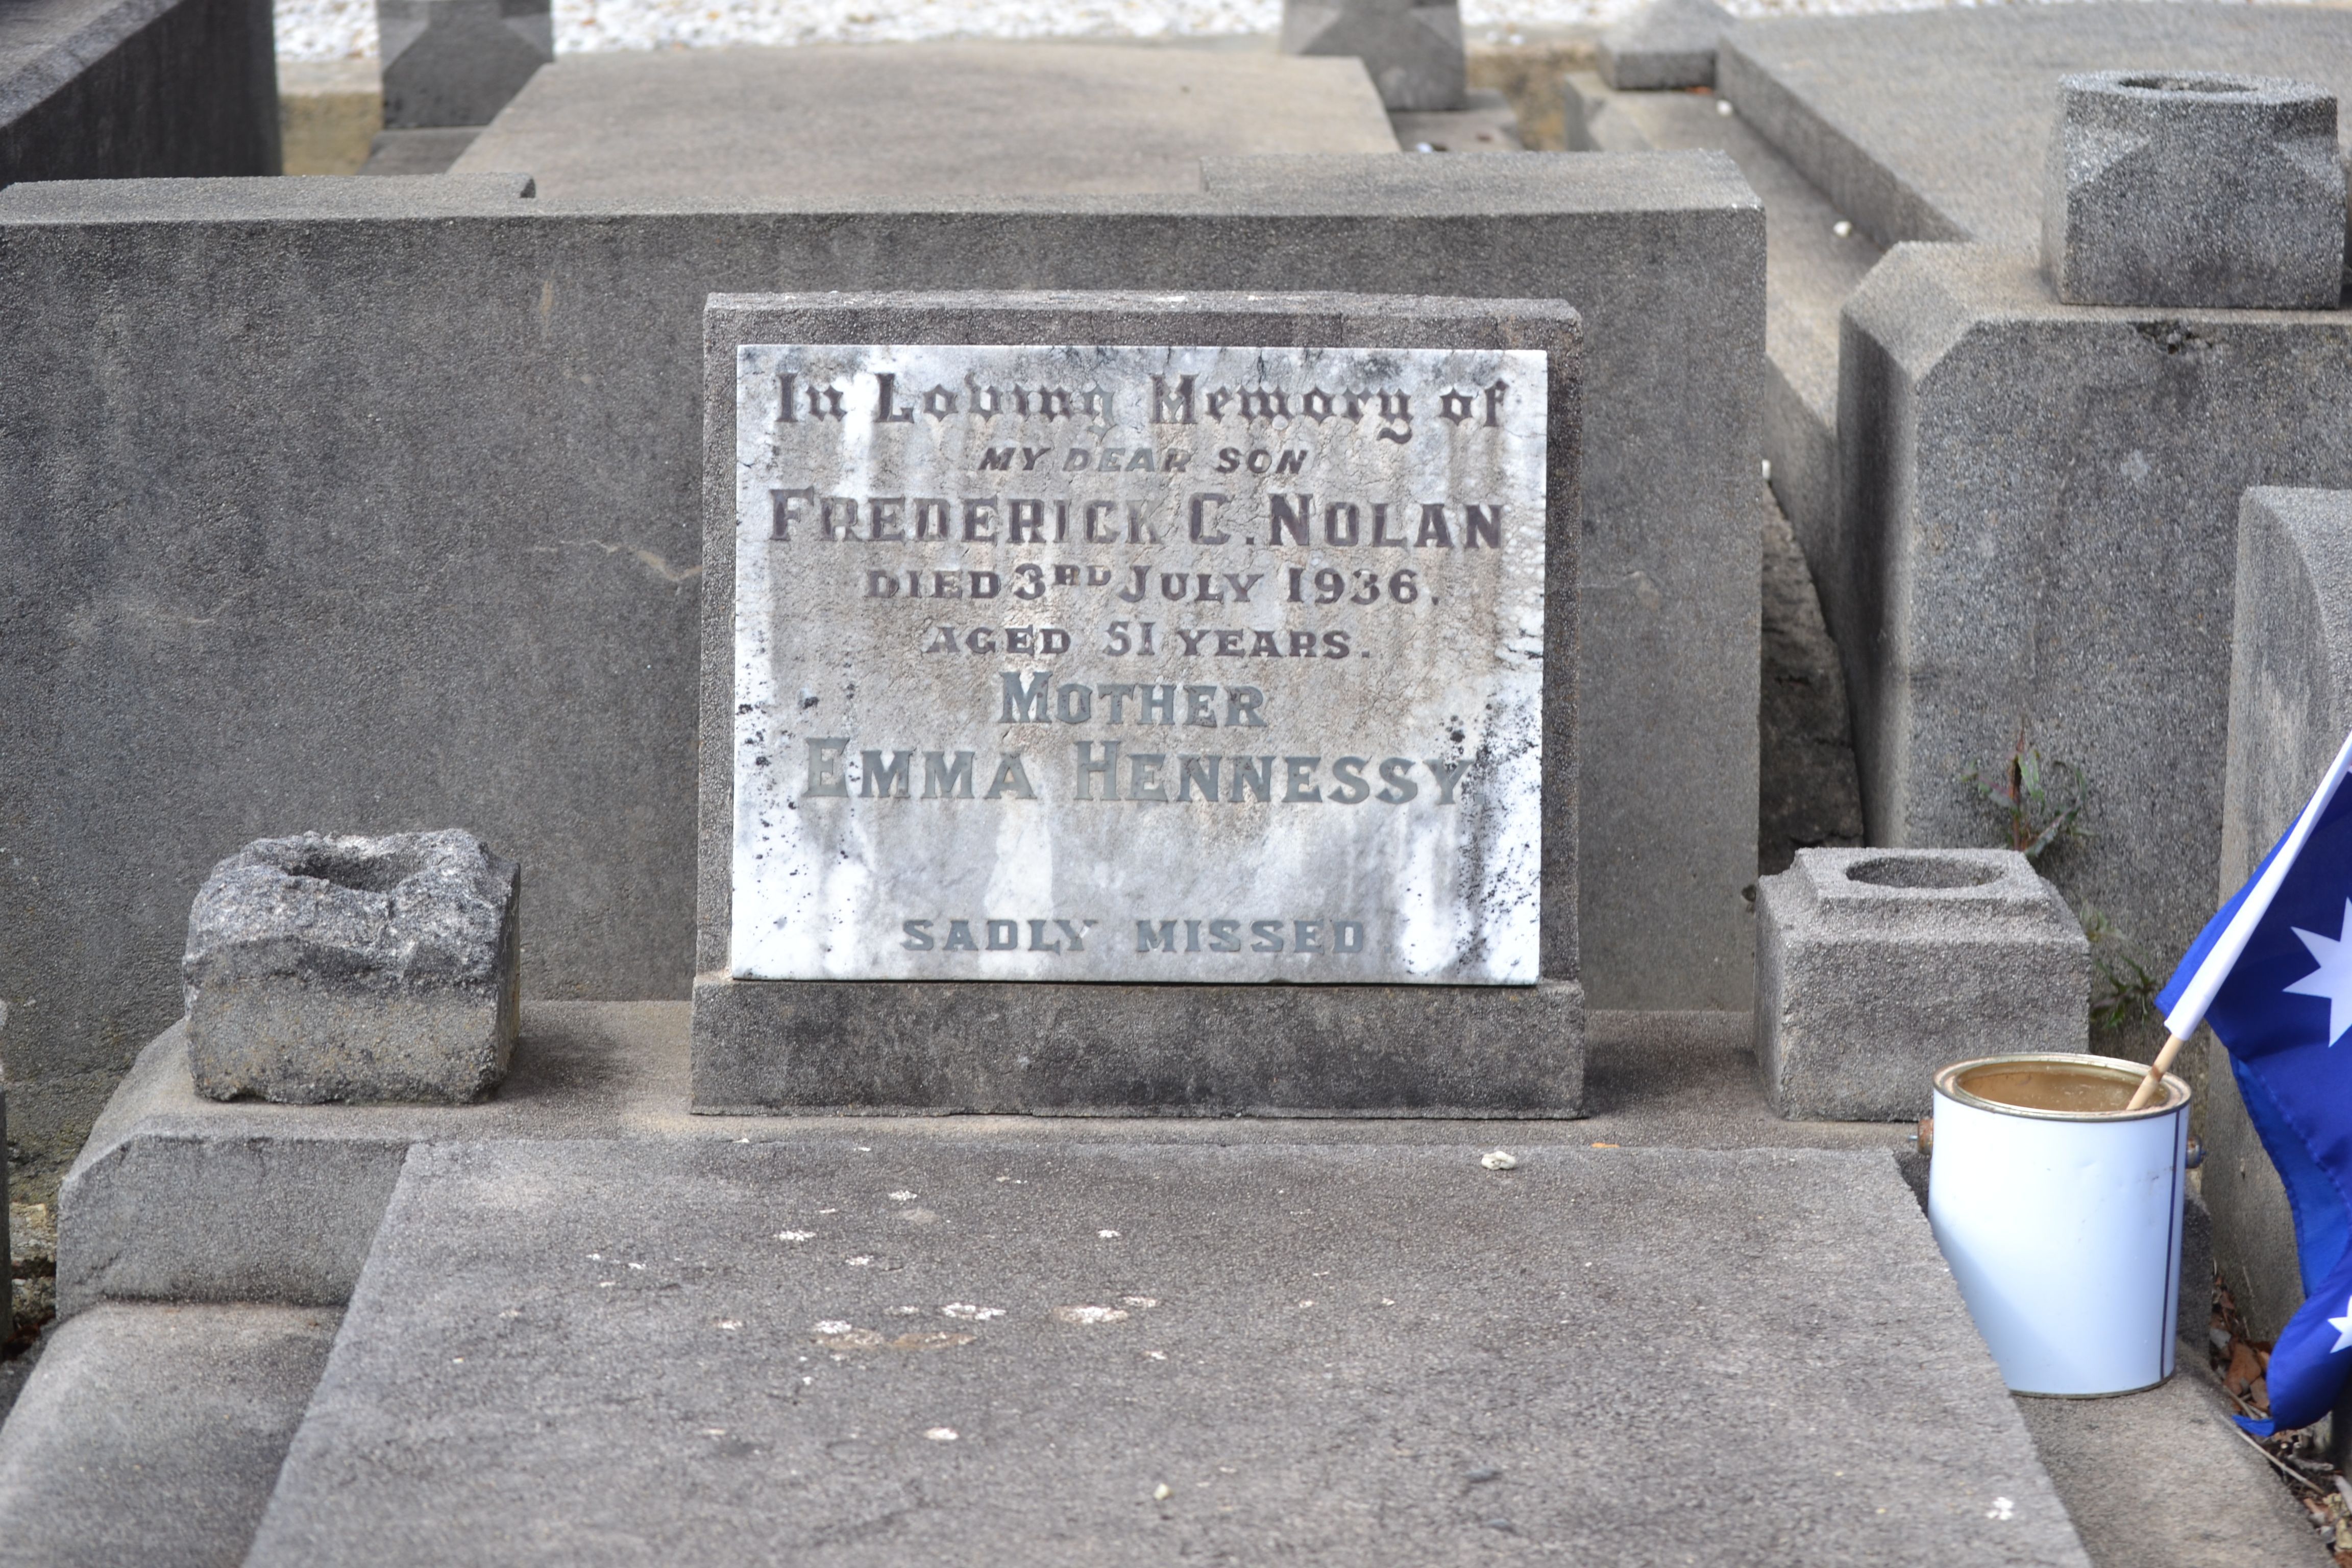 In Loving Memory of
MY DEAR SON
FREDERICK C. NOLAN
DIED 3RD JULY 1936.
AGED 51 YEARS.
MOTHER
EMMA HENNESSY,
SADLY MISSED